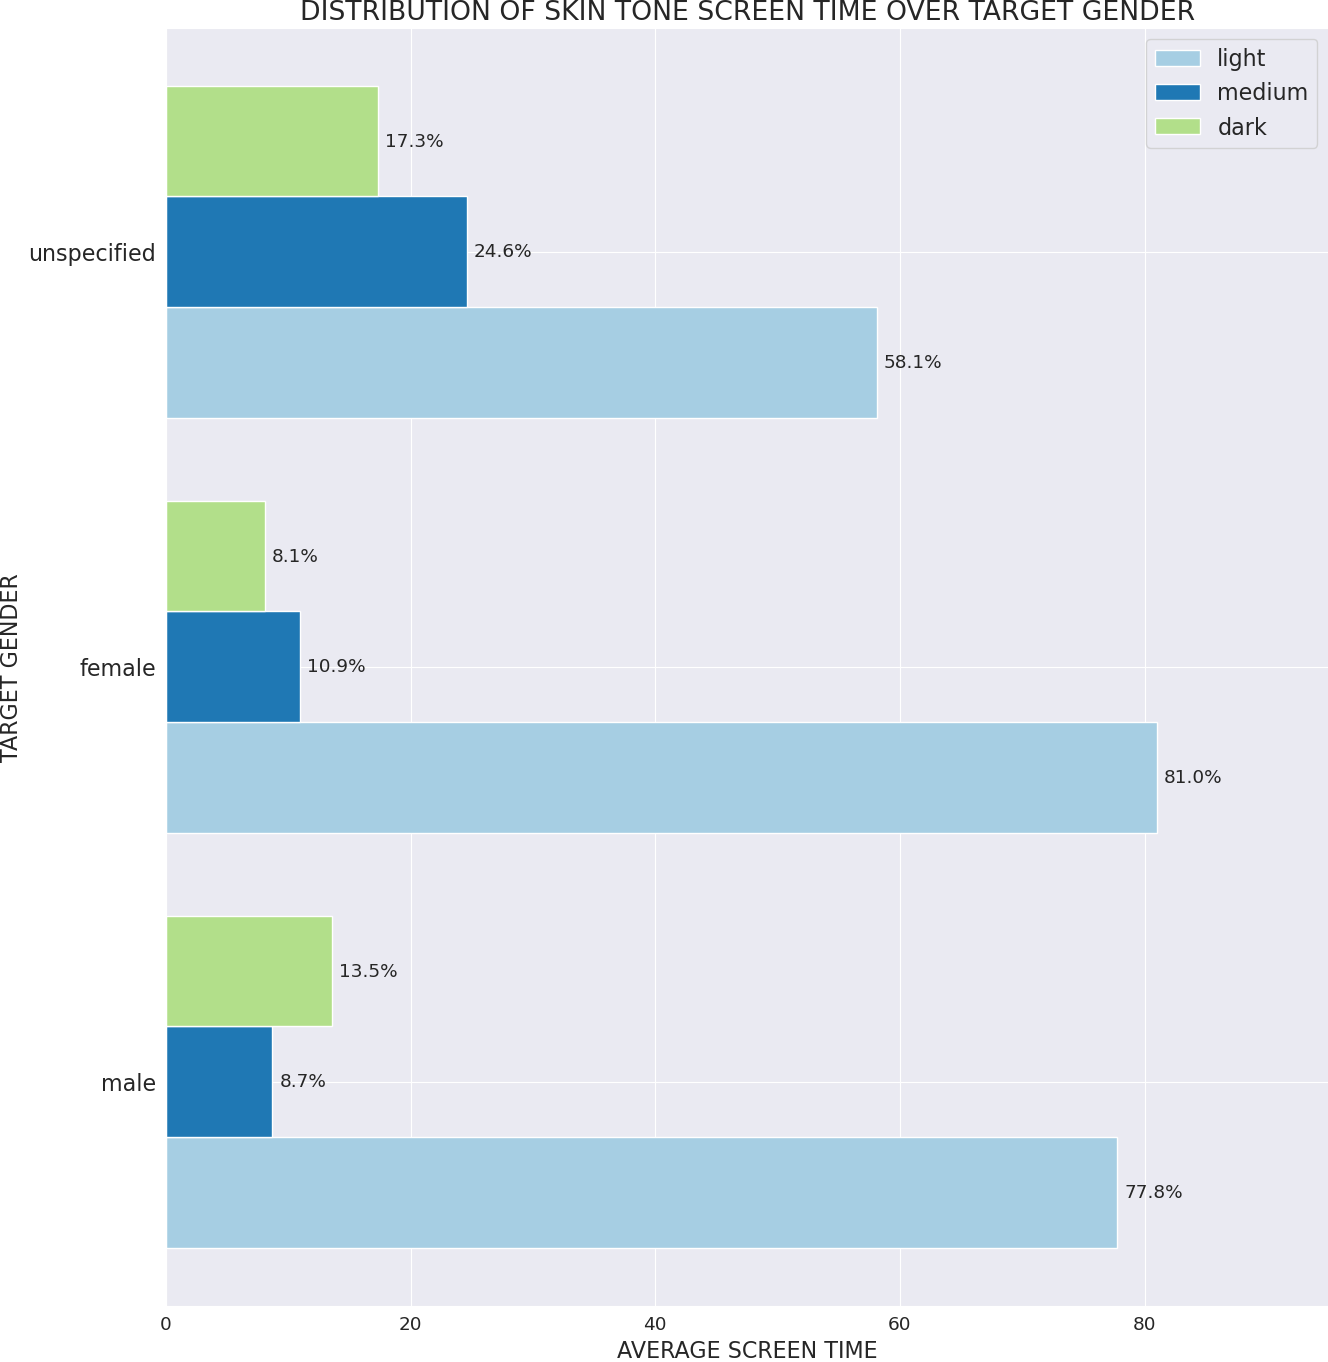 DISTRIBUTION OF SKIN TONE SCREEN TIME OVER TARGET GENDER
light
medium
dark
17.3%
unspecified
24.6%
58.1%
8.1%
TARGET GENDER
female
10.9%
81.0%
13.5%
male
8.7%
77.8%
0 20 40 60 80
AVERAGE SCREEN TIME